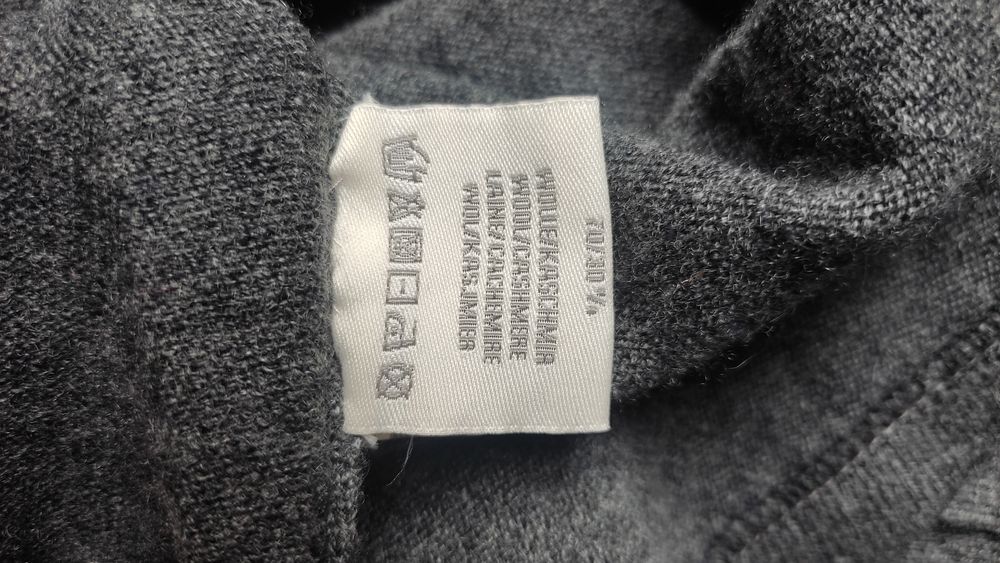 70/30 %
WOLLE/KASCHMIR
WOOL/CASHMERE
LAINE/CACHEMIRE
WOL/KASJMIER